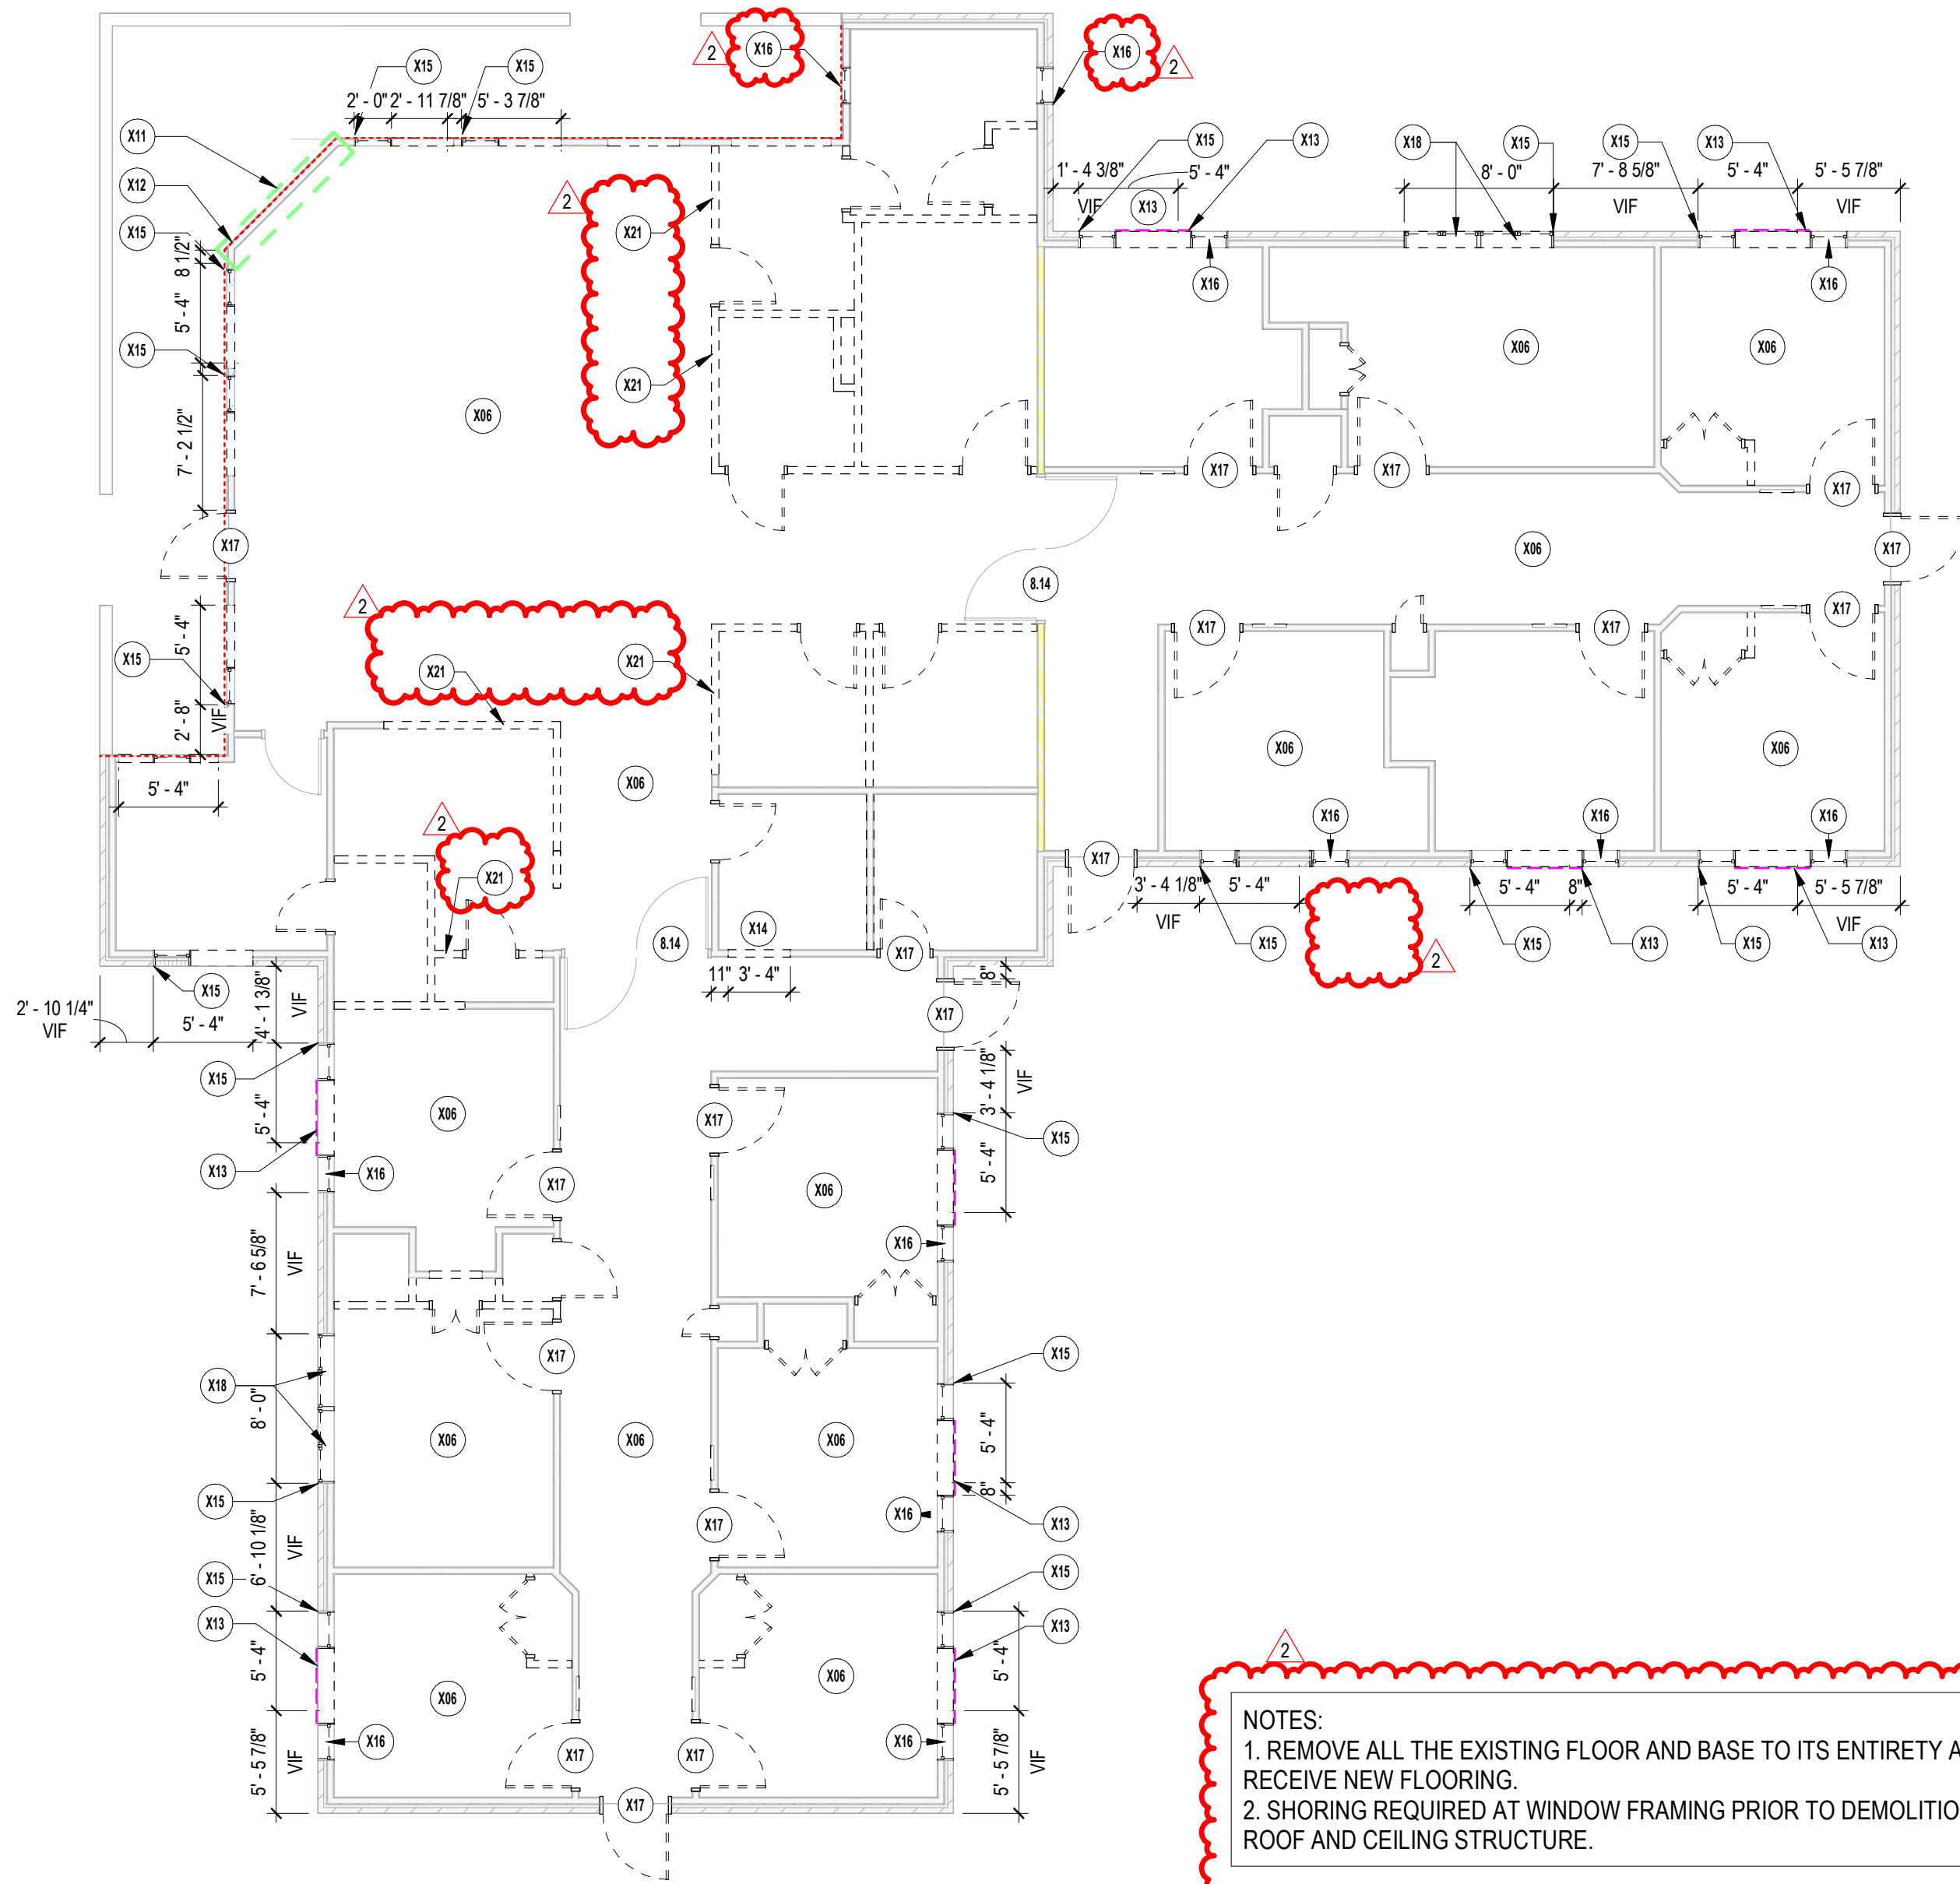 X16
2
X16
2
X15
X15
2' - 0"
2' - 11 7/8"
5' - 3 7/8"
X11
X12
X15
8 1/2"
5' - 4"
X15
7' - 2 1/2"
X15
X13
1' - 4 3/8"
5' - 4"
VIF
X13
X18
X15
8' - 0"
X15
7' - 8 5/8"
VIF
X13
5' - 4"
5' - 5 7/8"
VIF
2
X21
X21
X16
X16
X06
X06
X06
X17
X17
X17
X17
X06
X17
8.14
2
X21
X21
X17
X17
X17
5' - 4"
X15
2' - 8"
VIF
5' - 4"
X06
X06
X06
2
X21
X16
X16
X16
X17
3' - 4 1/8"
VIF
5' - 4"
X15
2
5' - 4"
8"
X15
X13
5' - 4"
5' - 5 7/8"
VIF
X15
X13
X14
8.14
X17
11"
3' - 4"
8"
X17
X15
2' - 10 1/4"
VIF
5' - 4"
4' - 1 3/8"
VIF
X15
5' - 4"
X13
X16
X06
X17
X17
X06
3' - 4 1/8"
VIF
X15
5' - 4"
X16
7' - 6 5/8"
VIF
X17
X15
X18
8' - 0"
X06
X06
X06
5' - 4"
8"
X15
X17
X16
X13
6' - 10 1/8"
VIF
X15
X15
X13
X13
5' - 4"
X06
X06
5' - 4"
X16
X17
X17
X16
5' - 5 7/8"
VIF
X17
5' - 5 7/8"
VIF
2
NOTES:
1. REMOVE ALL THE EXISTING FLOOR AND BASE TO ITS ENTIRETY A
RECEIVE NEW FLOORING.
2. SHORING REQUIRED AT WINDOW FRAMING PRIOR TO DEMOLITIO
ROOF AND CEILING STRUCTURE.